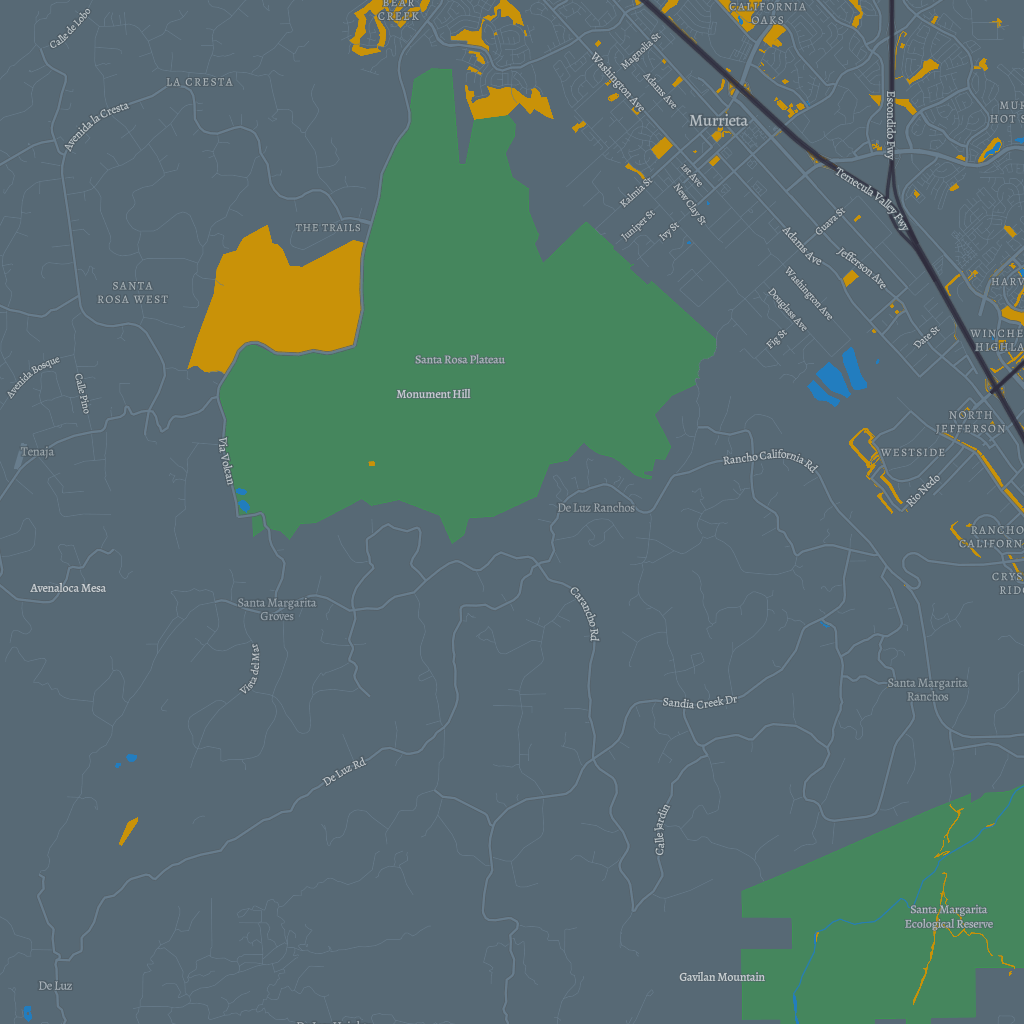 BEAR
CREEK
CALIFORNIA
OAKS
Calle de Lobo
LA CRESTA
Magnolia St
Washington Ave
Adams Ave
Escondido Fwy
Avenida la Cresta
Murrieta
HOT
1st Ave
Temecula Valley Fwy
Kalmia St
New Clay St
Juniper St
Ivy St
Guava St
THE TRAILS
Adams Ave
Jefferson Ave
SANTA
ROSA WEST
Washington Ave
Douglass Ave
Fig St
Date St
Santa Rosa Plateau
Avenida Bosque
Calle Pino
Monument Hill
NORTH
JEFFERSON
Tenaja
Via Volcan
Rancho California Rd
WESTSIDE
Rio Nedo
De Luz Ranchos
RANCHO
Avenaloca Mesa
Santa Margarita
Groves
Carancho Rd
Vista del Mar
Santa Margarita
Ranchos
Sandia Creek Dr
De Luz Rd
Calle Jardin
Santa Margarita
Ecological Reserve
Gavilan Mountain
De Luz